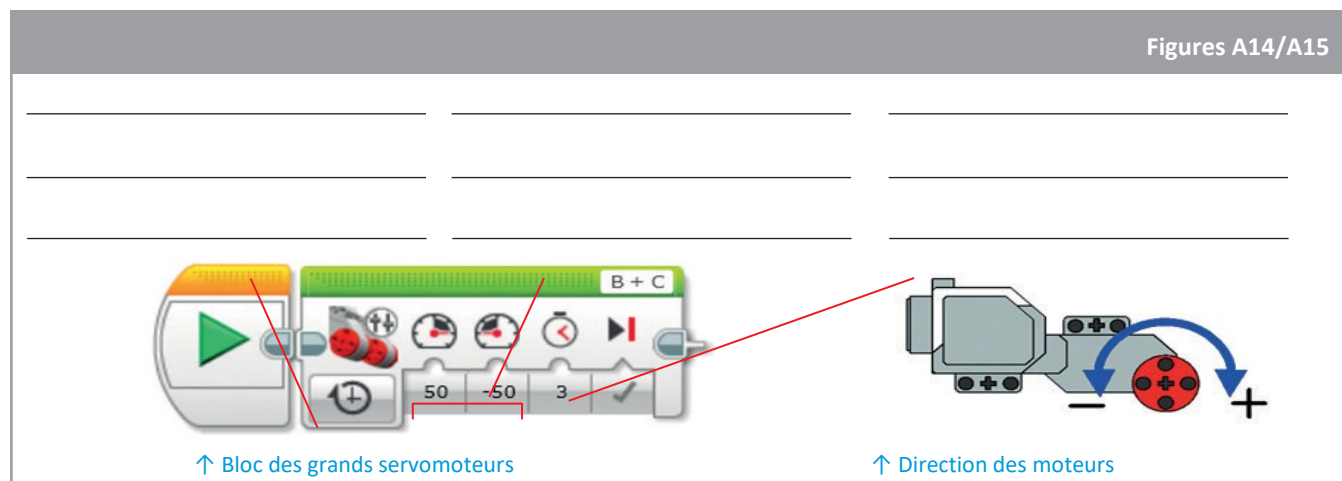 Figures A14/A15
B + C
50 -50 3
− +
↑ Bloc des grands servomoteurs
↑ Direction des moteurs